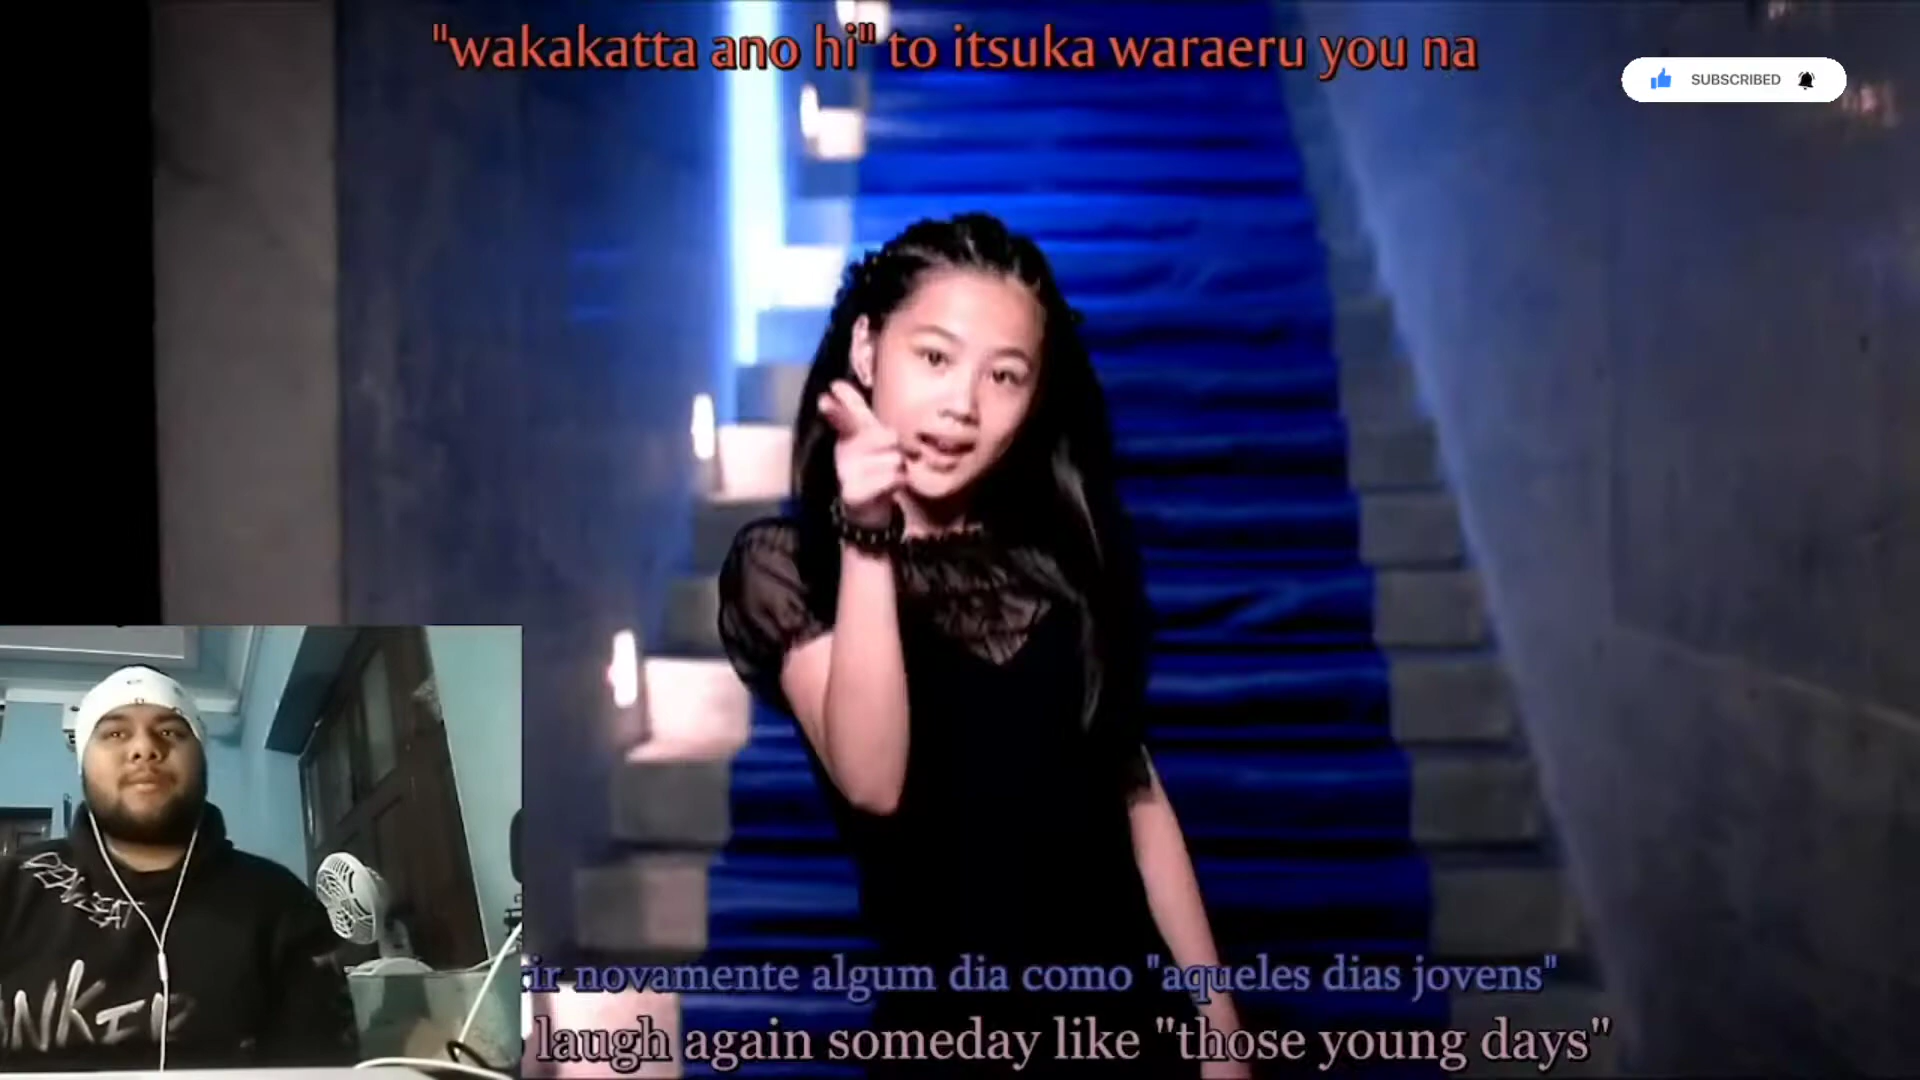 "wakakatta ano hi" to itsuka waraeru you na
SUBSCRIBED
ir novamente algum dia como "aqueles dias jovens"
laugh again someday like "those young days"